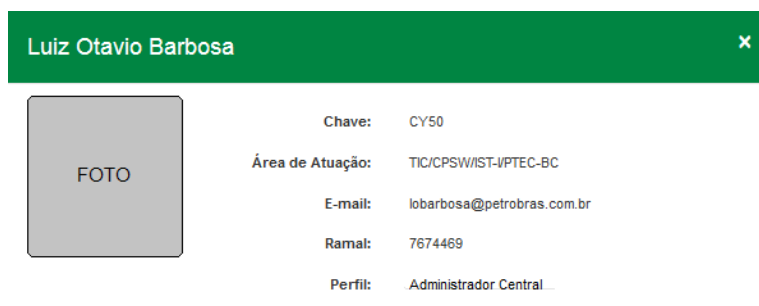 Luiz Otavio Barbosa ×
FOTO
Chave: CY50
Área de Atuação: TIC/CPSW/IST-I/PTEC-BC
E-mail: lobarbosa@petrobras.com.br
Ramal: 7674469
Perfil: Administrador Central